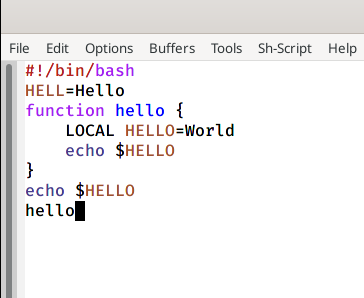 File Edit Options Buffers Tools Sh-Script Help
#!/bin/bash
HELL=Hello
function hello {
    LOCAL HELLO=World
    echo $HELLO
}
echo $HELLO
hello